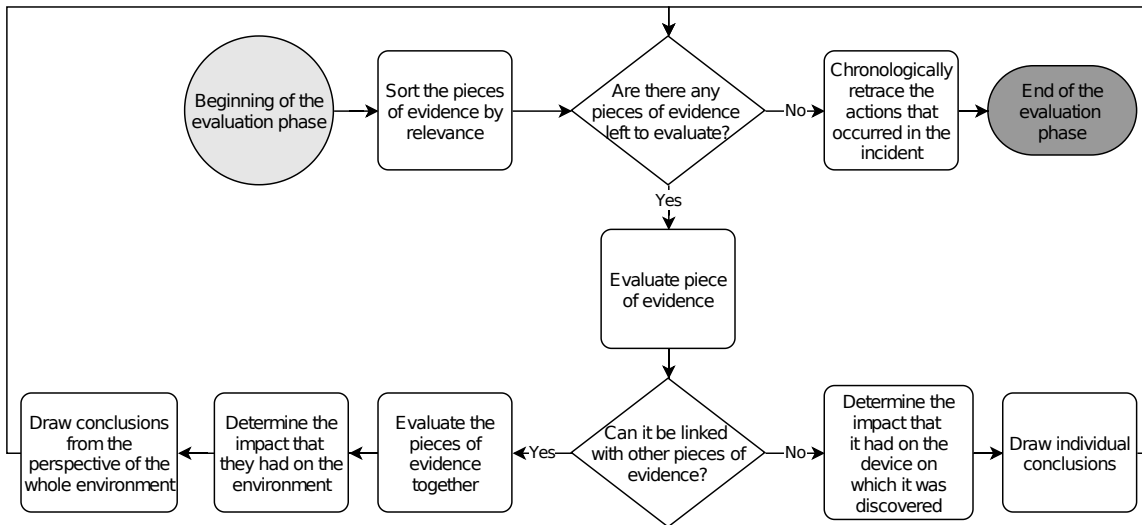 Beginning of the
evaluation phase
Sort the pieces
of evidence by
relevance
Are there any
pieces of evidence
left to evaluate?
No
Chronologically
retrace the
actions that
occurred in the
incident
End of the
evaluation
phase
Yes
Evaluate piece
of evidence
Can it be linked
with other pieces of
evidence?
Yes
Evaluate the
pieces of
evidence
together
Determine the
impact that
they had on the
environment
Draw conclusions
from the
perspective of the
whole environment
No
Determine the
impact that
it had on the
device on
which it was
discovered
Draw individual
conclusions